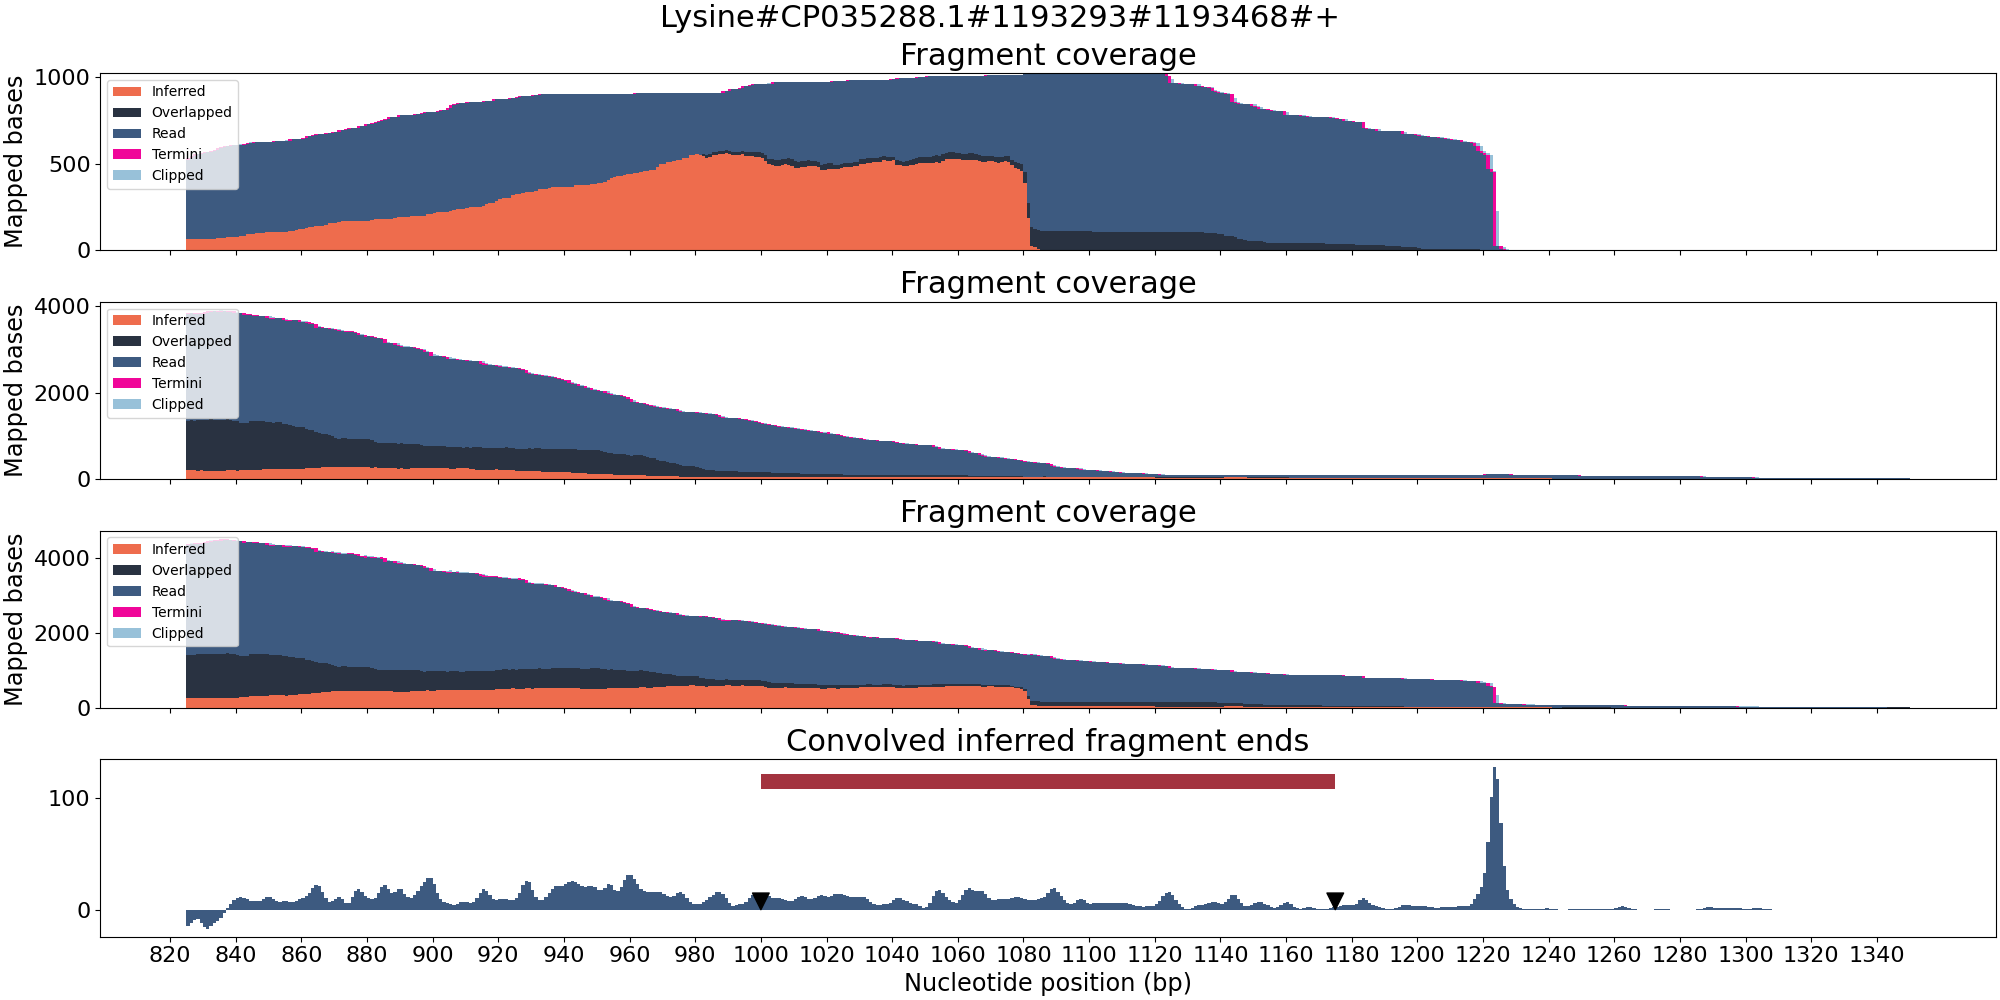 Lysine#CP035288.1#1193293#1193468#+
Fragment coverage
Mapped bases
1000
500
0
Inferred
Overlapped
Read
Termini
Clipped
Fragment coverage
Mapped bases
4000
2000
0
Inferred
Overlapped
Read
Termini
Clipped
Fragment coverage
Mapped bases
4000
2000
0
Inferred
Overlapped
Read
Termini
Clipped
Convolved inferred fragment ends
100
0
820 840 860 880 900 920 940 960 980 1000 1020 1040 1060 1080 1100 1120 1140 1160 1180 1200 1220 1240 1260 1280 1300 1320 1340
Nucleotide position (bp)